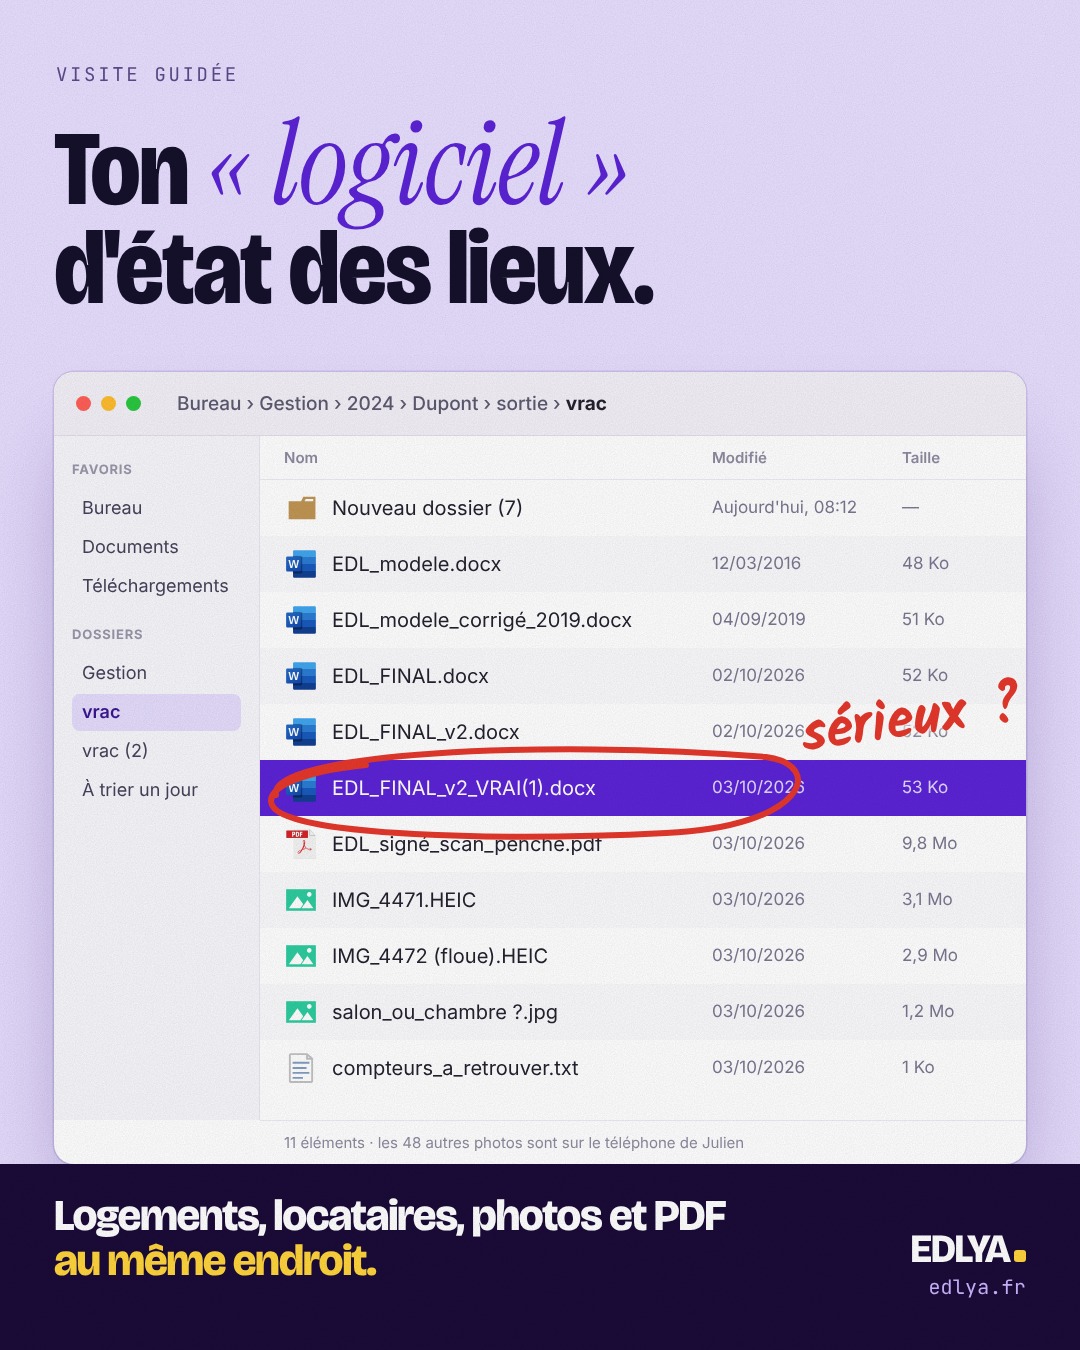 VISITE GUIDÉE
Ton « logiciel »
d'état des lieux.
Bureau › Gestion › 2024 › Dupont › sortie › vrac
FAVORIS
Bureau
Documents
Téléchargements
DOSSIERS
Gestion
vrac
vrac (2)
À trier un jour
Nom Modifié Taille
Nouveau dossier (7) Aujourd'hui, 08:12 —
EDL_modele.docx 12/03/2016 48 Ko
EDL_modele_corrigé_2019.docx 04/09/2019 51 Ko
EDL_FINAL.docx 02/10/2026 52 Ko
EDL_FINAL_v2.docx 02/10/2026 52 Ko
sérieux ?
EDL_FINAL_v2_VRAI(1).docx 03/10/2026 53 Ko
EDL_signé_scan_penché.pdf 03/10/2026 9,8 Mo
IMG_4471.HEIC 03/10/2026 3,1 Mo
IMG_4472 (floue).HEIC 03/10/2026 2,9 Mo
salon_ou_chambre ?.jpg 03/10/2026 1,2 Mo
compteurs_a_retrouver.txt 03/10/2026 1 Ko
11 éléments · les 48 autres photos sont sur le téléphone de Julien
Logements, locataires, photos et PDF
au même endroit.
EDLYA.
edlya.fr